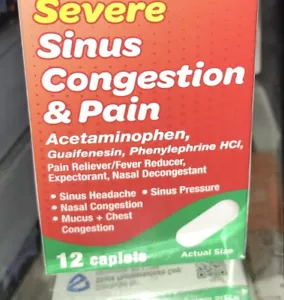 Severe
Sinus
Congestion
& Pain
Acetaminophen,
Guaifenesin, Phenylephrine HCl,
Pain Reliever/Fever Reducer,
Expectorant, Nasal Decongestant
• Sinus Headache • Sinus Pressure
• Nasal Congestion
• Mucus + Chest
Congestion
12 caplets
Actual Size